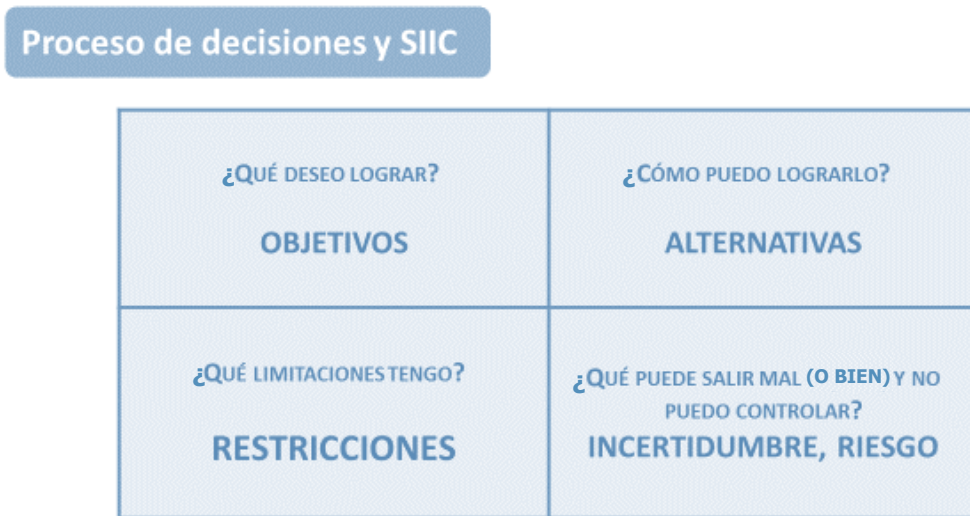 Proceso de decisiones y SIIC
¿QUÉ DESEO LOGRAR?
OBJETIVOS
¿CÓMO PUEDO LOGRARLO?
ALTERNATIVAS
¿QUÉ LIMITACIONES TENGO?
RESTRICCIONES
¿QUÉ PUEDE SALIR MAL (O BIEN) Y NO
PUEDO CONTROLAR?
INCERTIDUMBRE, RIESGO